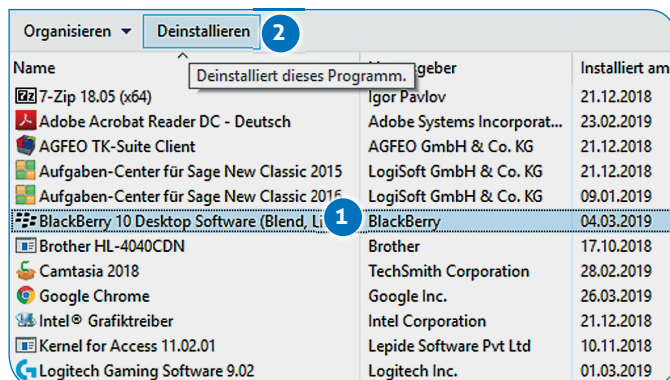 Organisieren Deinstallieren 2
Name geber Installiert am
Deinstalliert dieses Programm.
7-Zip 18.05 (x64) Igor Pavlov 21.12.2018
Adobe Acrobat Reader DC - Deutsch Adobe Systems Incorporat... 23.02.2019
AGFEO TK-Suite Client AGFEO GmbH & Co. KG 21.12.2018
Aufgaben-Center für Sage New Classic 2015 LogiSoft GmbH & Co. KG 21.12.2018
Aufgaben-Center für Sage New Classic 2016 LogiSoft GmbH & Co. KG 09.01.2019
BlackBerry 10 Desktop Software (Blend, Li 1 BlackBerry 04.03.2019
Brother HL-4040CDN Brother 17.10.2018
Camtasia 2018 TechSmith Corporation 28.02.2019
Google Chrome Google Inc. 26.03.2019
Intel® Grafiktreiber Intel Corporation 21.12.2018
Kernel for Access 11.02.01 Lepide Software Pvt Ltd 10.11.2018
Logitech Gaming Software 9.02 Logitech Inc. 01.03.2019